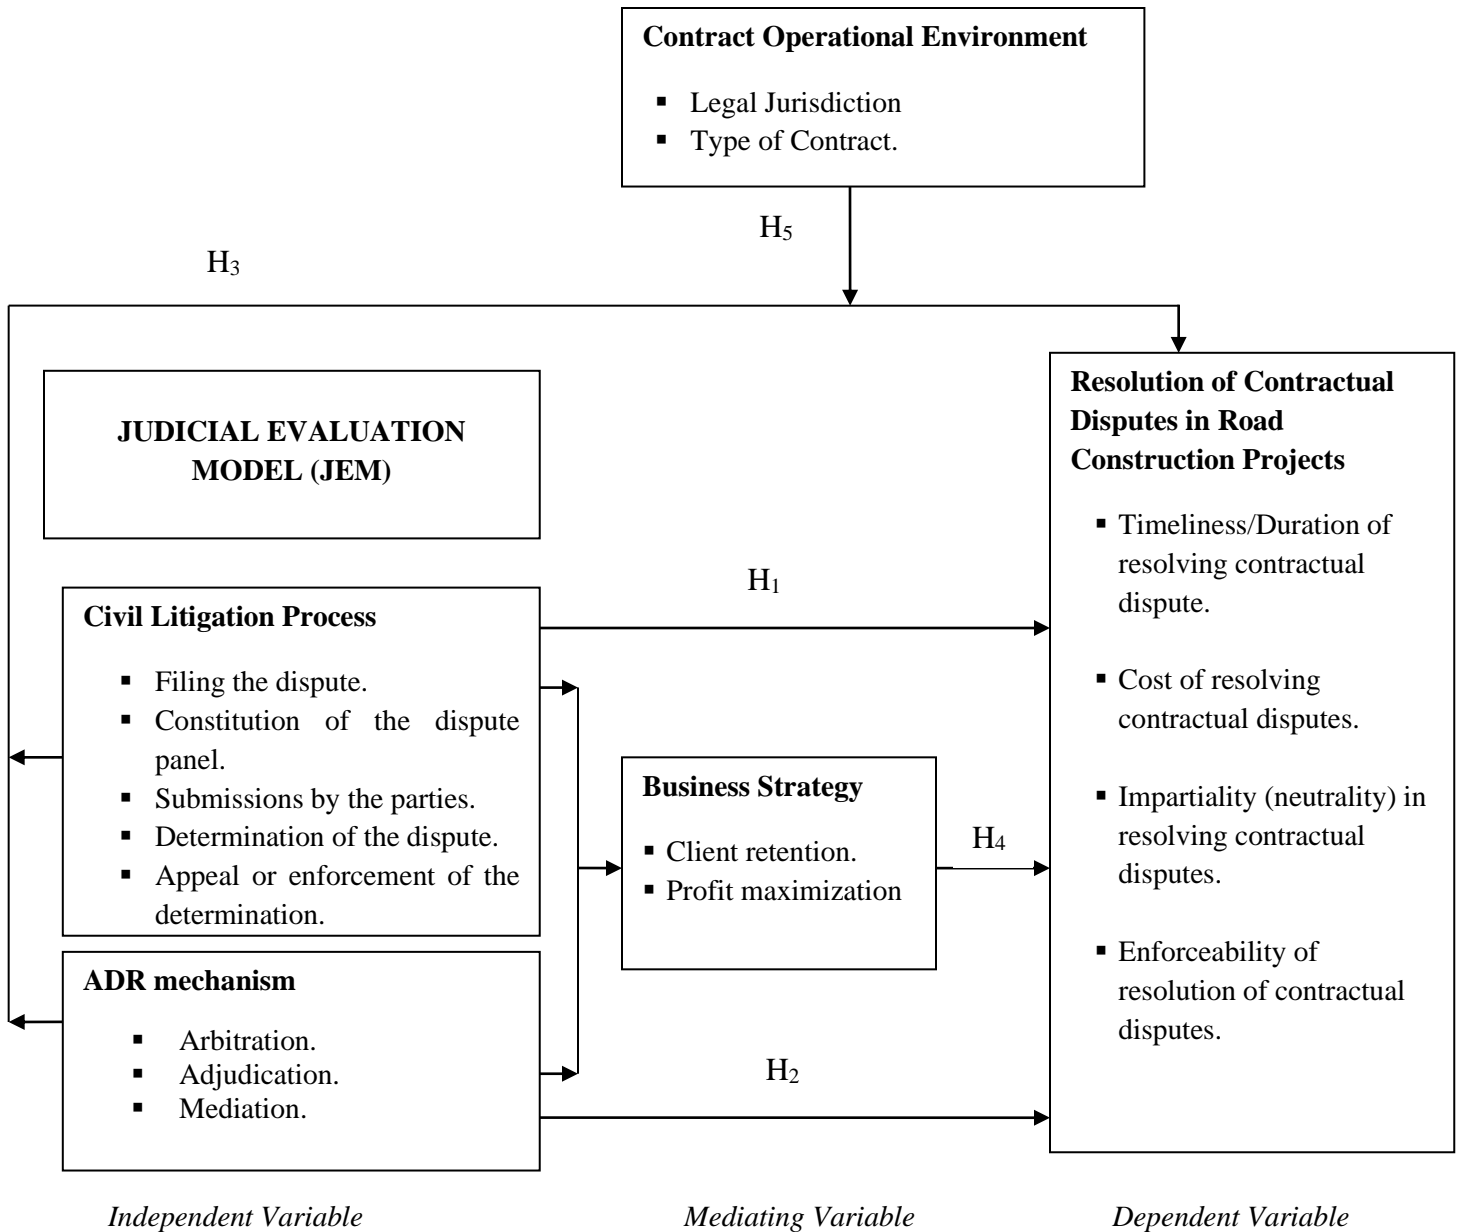 Contract Operational Environment
▪ Legal Jurisdiction
▪ Type of Contract.
H₅
H₃
JUDICIAL EVALUATION
MODEL (JEM)
Resolution of Contractual
Disputes in Road
Construction Projects
▪ Timeliness/Duration of
resolving contractual
dispute.
▪ Cost of resolving
contractual disputes.
▪ Impartiality (neutrality) in
resolving contractual
disputes.
▪ Enforceability of
resolution of contractual
disputes.
H₁
Civil Litigation Process
▪ Filing the dispute.
▪ Constitution of the dispute
panel.
▪ Submissions by the parties.
▪ Determination of the dispute.
▪ Appeal or enforcement of the
determination.
Business Strategy
▪ Client retention.
▪ Profit maximization
H₄
ADR mechanism
▪ Arbitration.
▪ Adjudication.
▪ Mediation.
H₂
Independent Variable
Mediating Variable
Dependent Variable